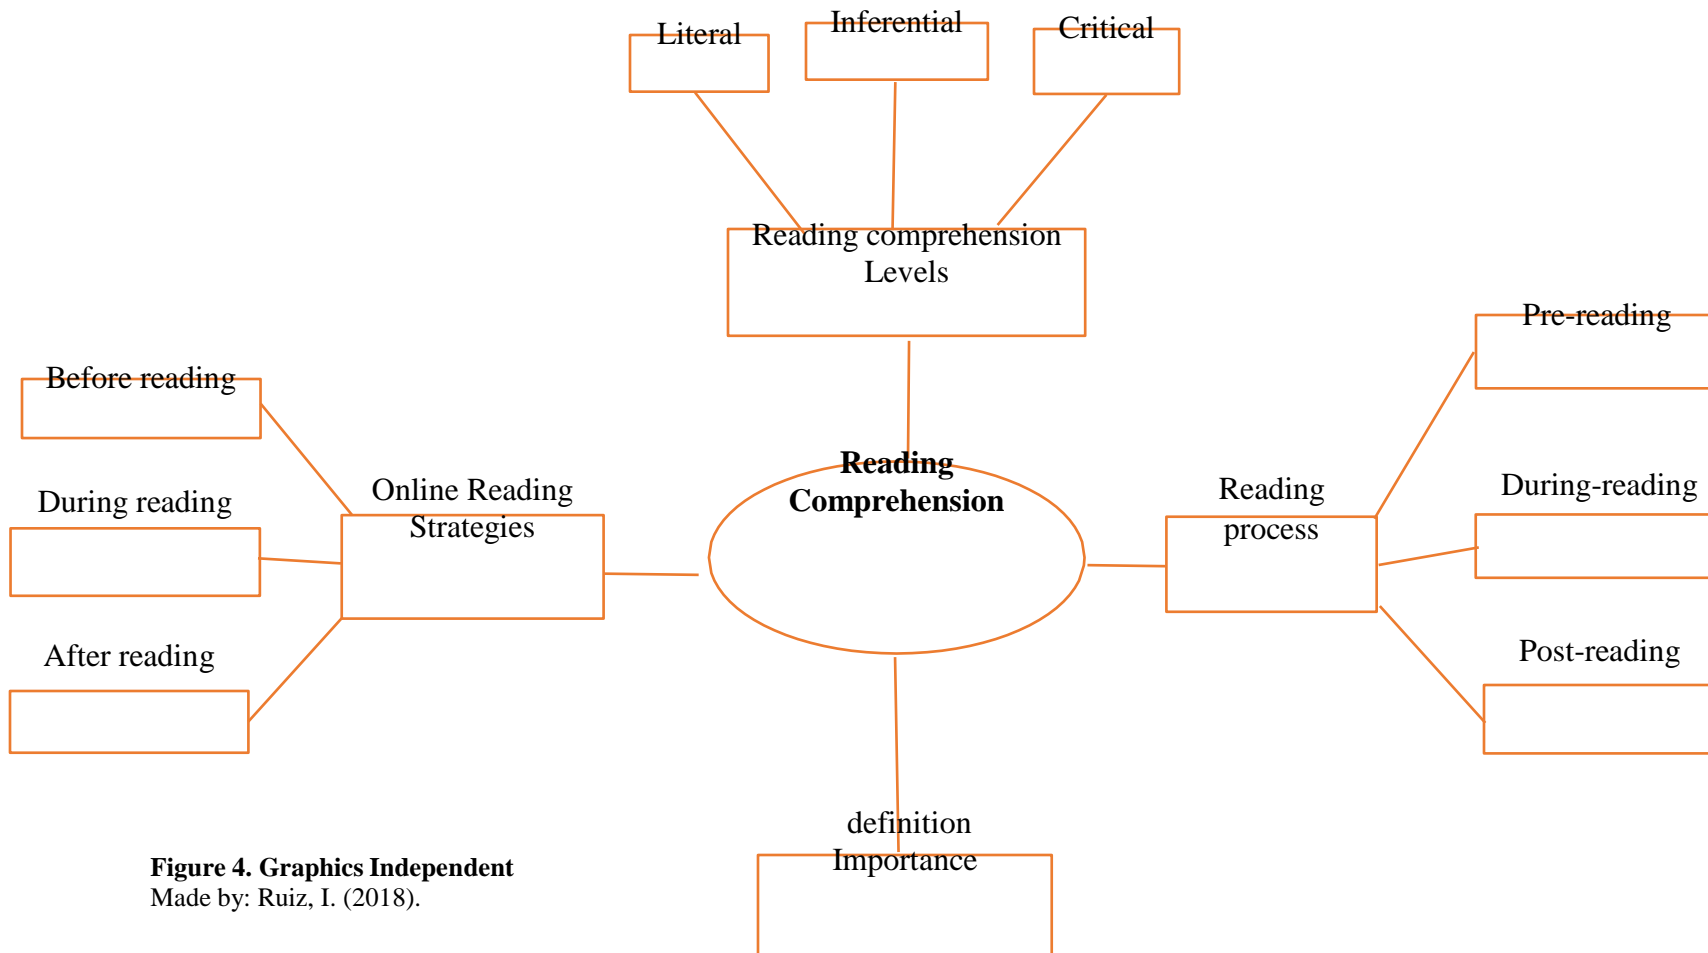 Literal
Inferential
Critical
Reading comprehension
Levels
Pre-reading
Before reading
During reading
Online Reading
Strategies
Reading
Comprehension
Reading
process
During-reading
After reading
Post-reading
definition
Importance
Figure 4. Graphics Independent
Made by: Ruiz, I. (2018).